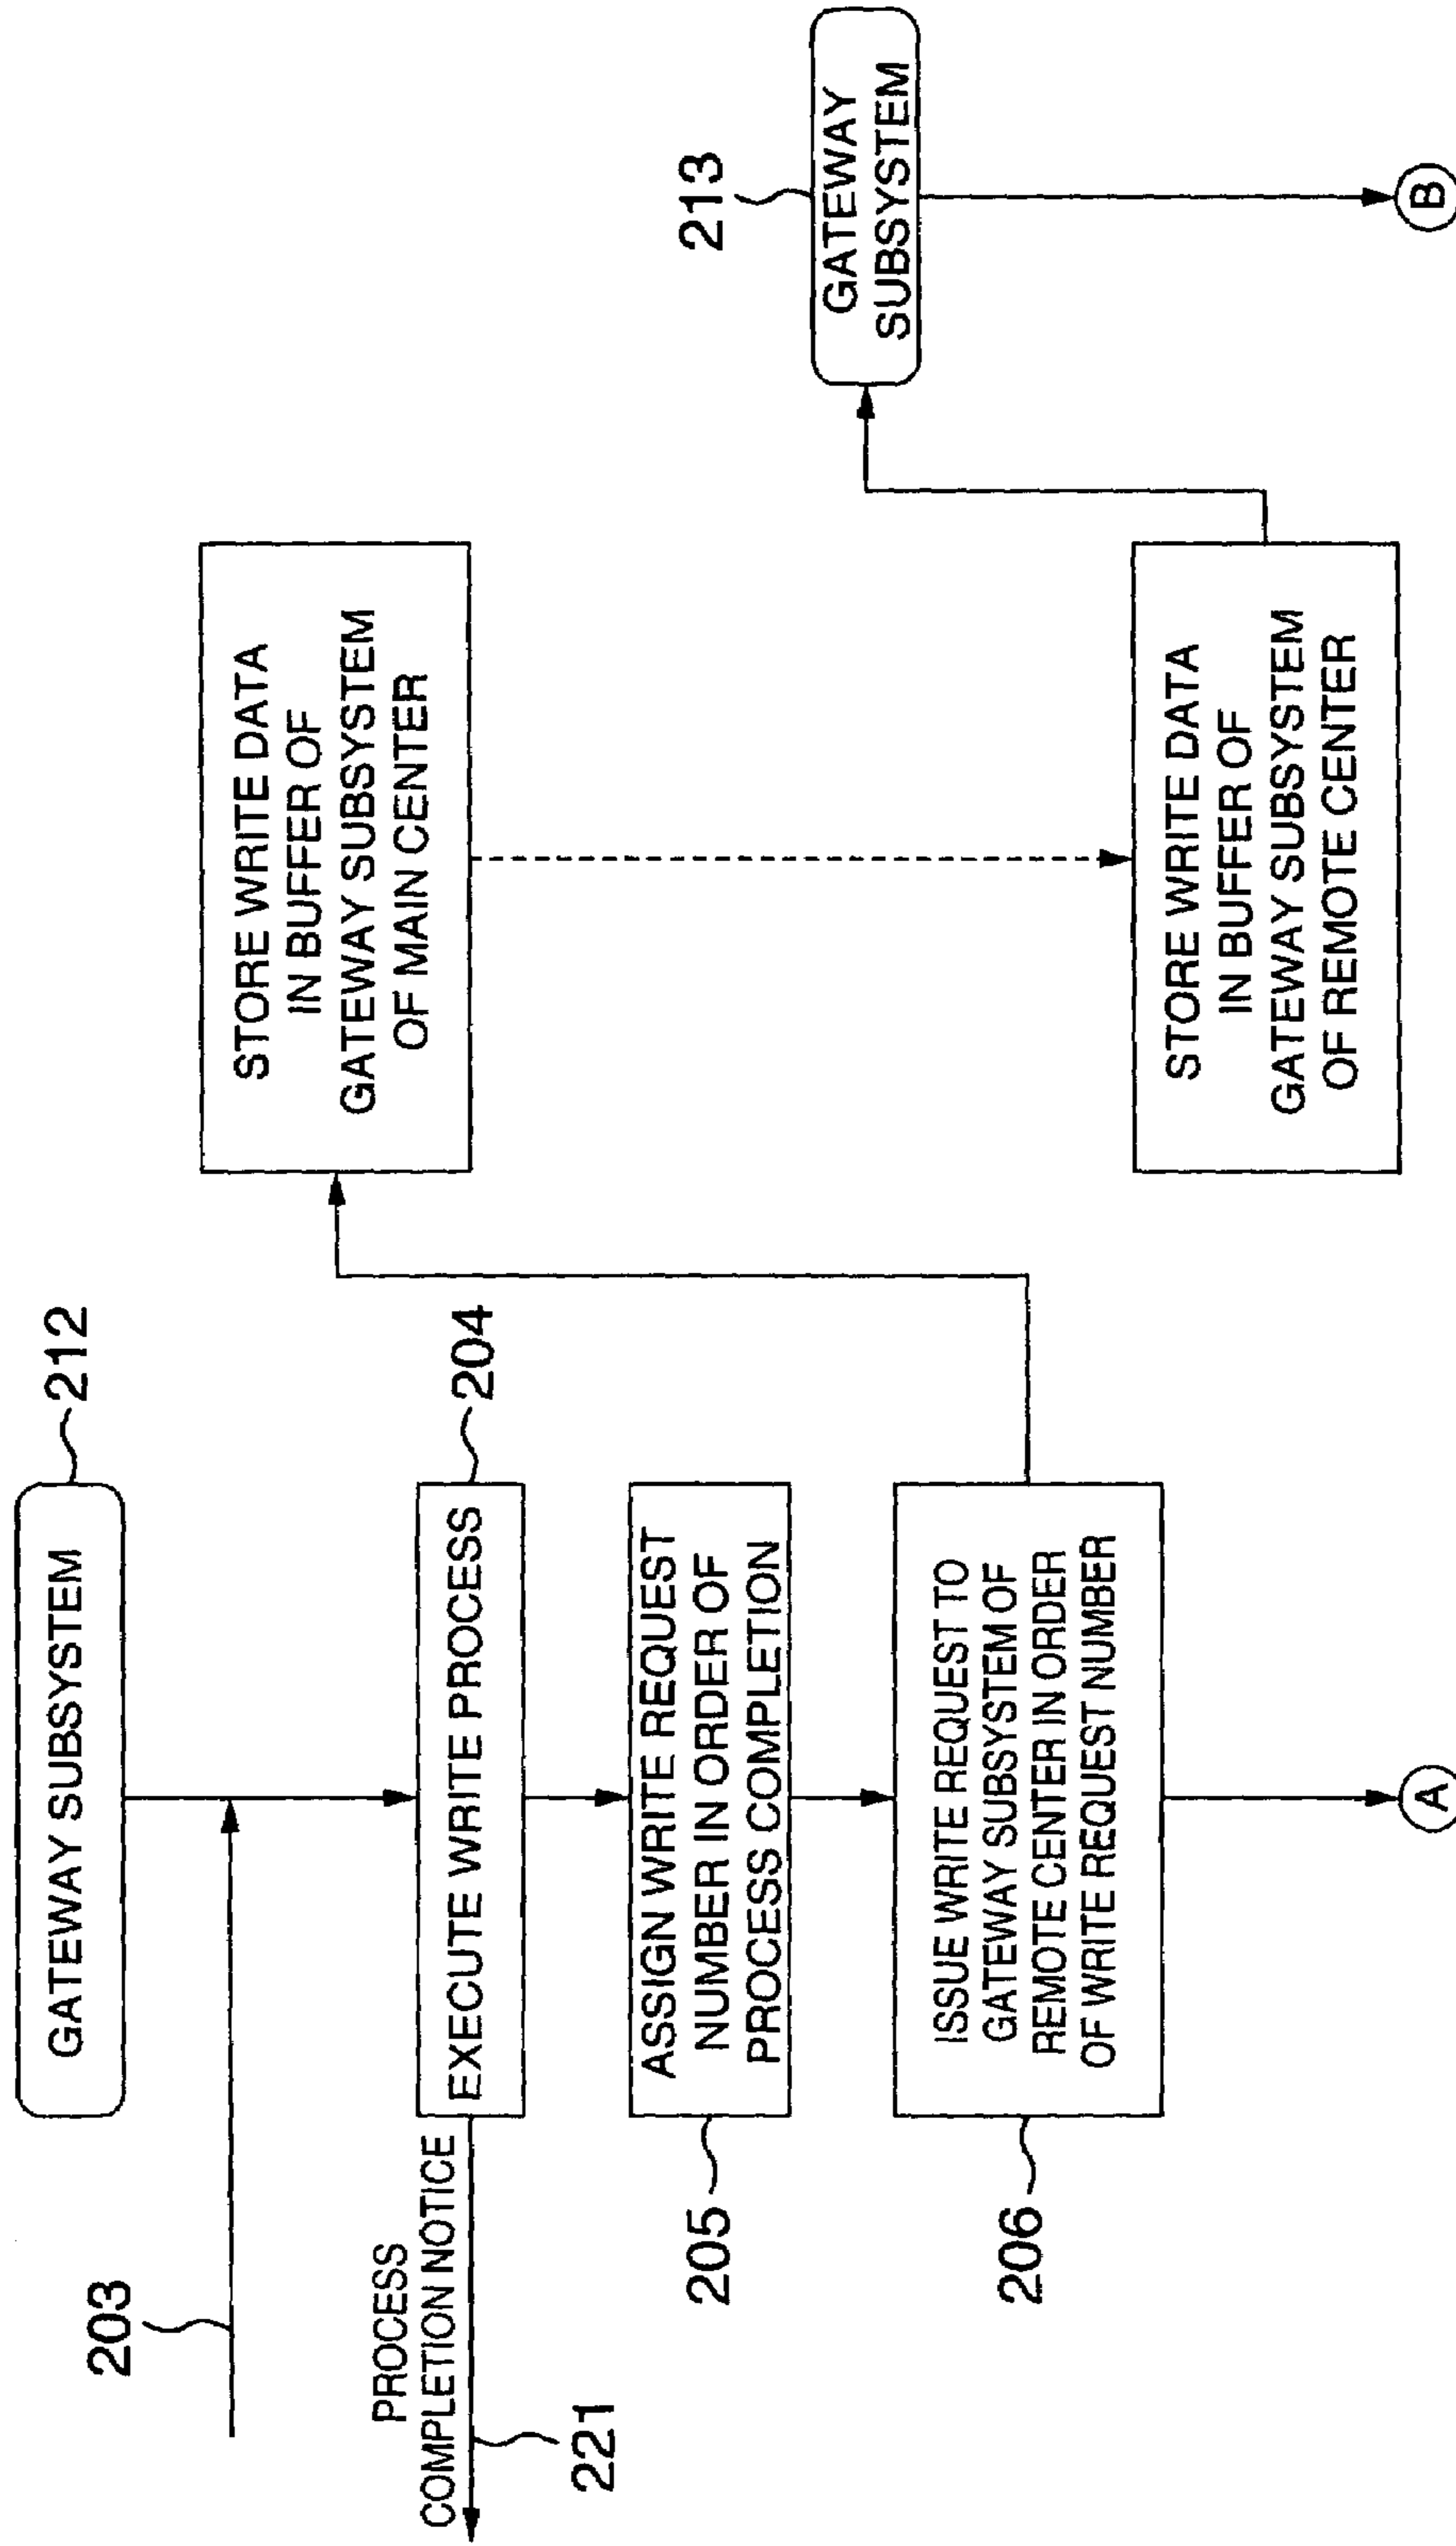 GATEWAY SUBSYSTEM
212
203
EXECUTE WRITE PROCESS
204
PROCESS
COMPLETION NOTICE
221
ASSIGN WRITE REQUEST
NUMBER IN ORDER OF
PROCESS COMPLETION
205
ISSUE WRITE REQUEST TO
GATEWAY SUBSYSTEM OF
REMOTE CENTER IN ORDER
OF WRITE REQUEST NUMBER
206
A
STORE WRITE DATA
IN BUFFER OF
GATEWAY SUBSYSTEM
OF MAIN CENTER
STORE WRITE DATA
IN BUFFER OF
GATEWAY SUBSYSTEM
OF REMOTE CENTER
213
GATEWAY
SUBSYSTEM
B